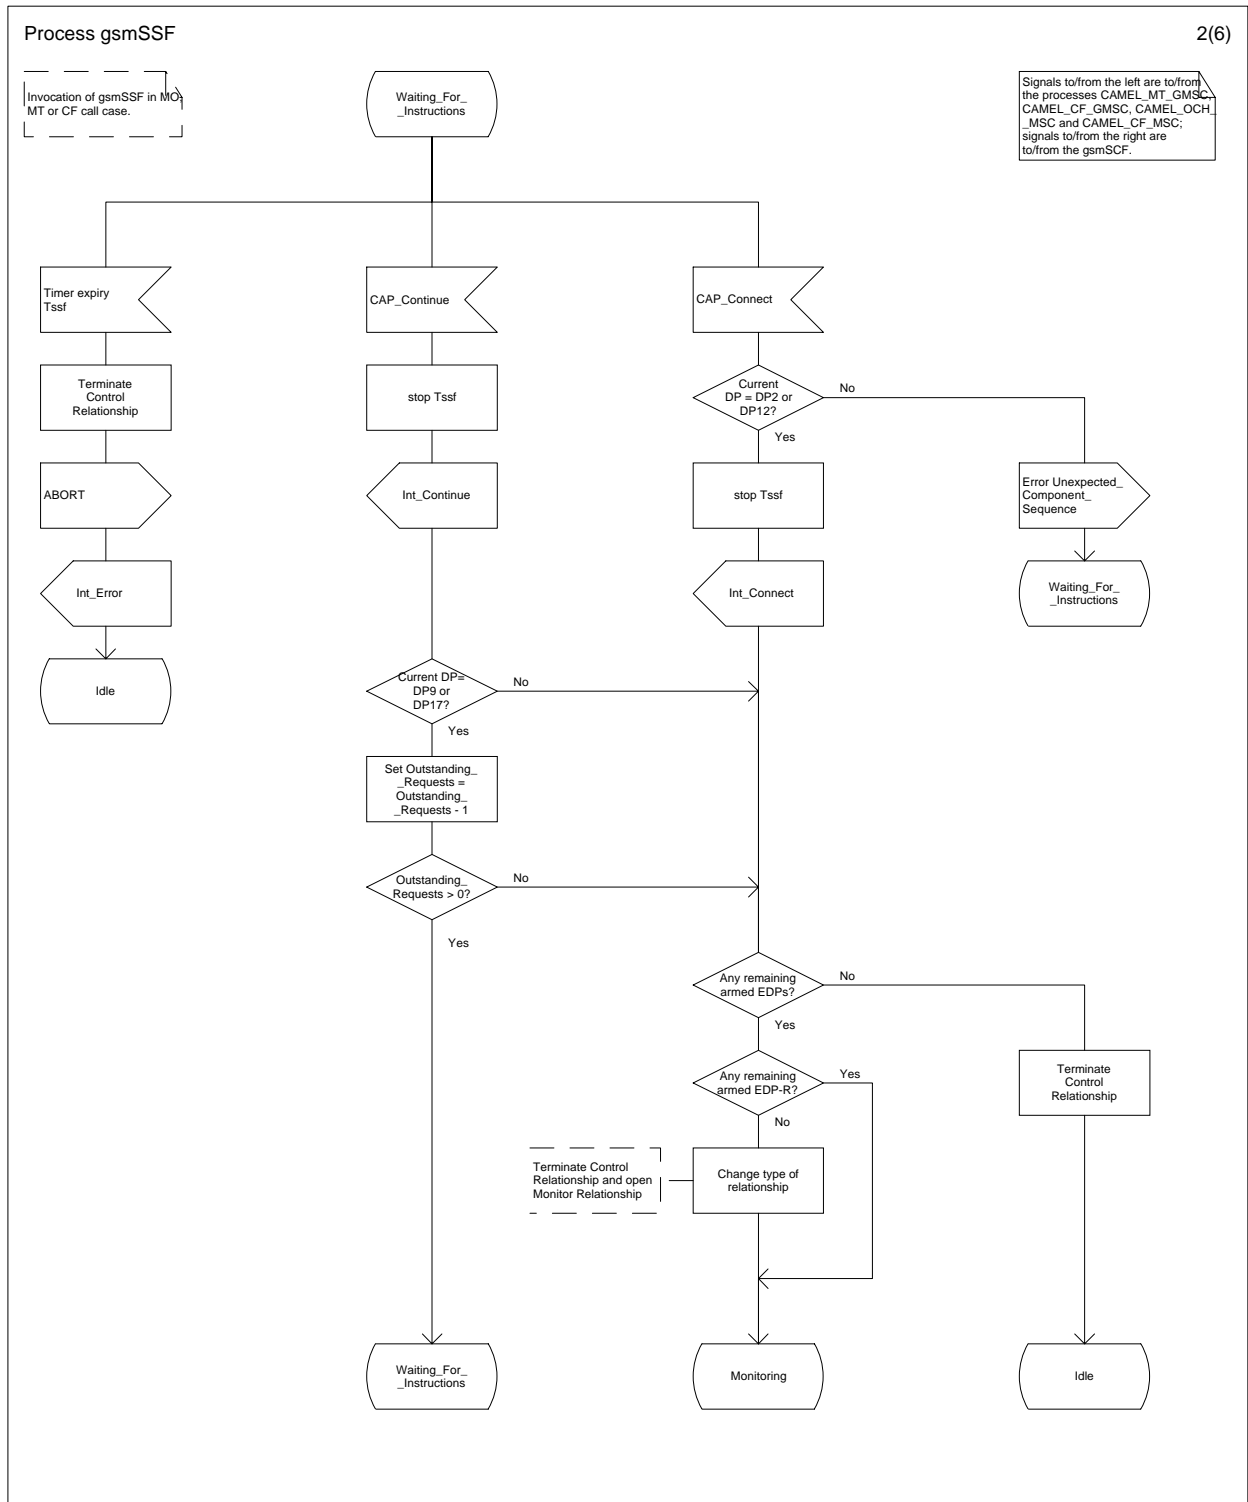 Process gsmSSF
2(6)
Invocation of gsmSSF in MO,
MT or CF call case.
Waiting_For_
_Instructions
Signals to/from the left are to/from
the processes CAMEL_MT_GMSC,
CAMEL_CF_GMSC, CAMEL_OCH_
_MSC and CAMEL_CF_MSC;
signals to/from the right are
to/from the gsmSCF.
Timer expiry
Tssf
CAP_Continue
CAP_Connect
Terminate
Control
Relationship
stop Tssf
Current
DP = DP2 or
DP12?
No
Yes
ABORT
Int_Continue
stop Tssf
Error Unexpected_
Component_
Sequence
Int_Error
Int_Connect
Waiting_For_
_Instructions
Idle
Current DP=
DP9 or
DP17?
No
Yes
Set Outstanding_
_Requests =
Outstanding_
_Requests - 1
Outstanding_
Requests > 0?
No
Yes
Any remaining
armed EDPs?
No
Yes
Any remaining
armed EDP-R?
Yes
No
Terminate
Control
Relationship
Terminate Control
Relationship and open
Monitor Relationship
Change type of
relationship
Waiting_For_
_Instructions
Monitoring
Idle